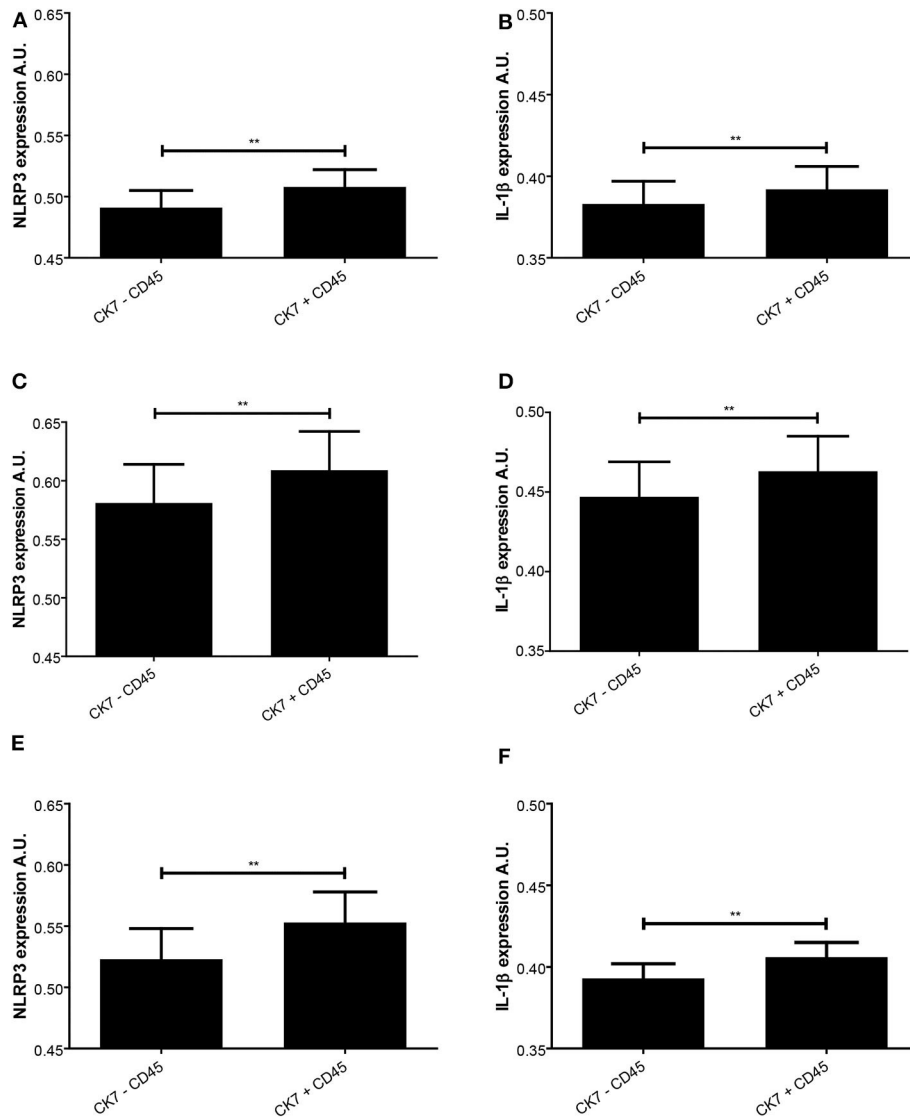 A
NLRP3 expression A.U.
0.65
0.60
0.55
0.50
0.45
**
CK7 - CD45
CK7 + CD45
B
IL-1β expression A.U.
0.50
0.45
0.40
0.35
**
CK7 - CD45
CK7 + CD45
C
NLRP3 expression A.U.
0.65
0.60
0.55
0.50
0.45
**
CK7 - CD45
CK7 + CD45
D
IL-1β expression A.U.
0.50
0.45
0.40
0.35
**
CK7 - CD45
CK7 + CD45
E
NLRP3 expression A.U.
0.65
0.60
0.55
0.50
0.45
**
CK7 - CD45
CK7 + CD45
F
IL-1β expression A.U.
0.50
0.45
0.40
0.35
**
CK7 - CD45
CK7 + CD45